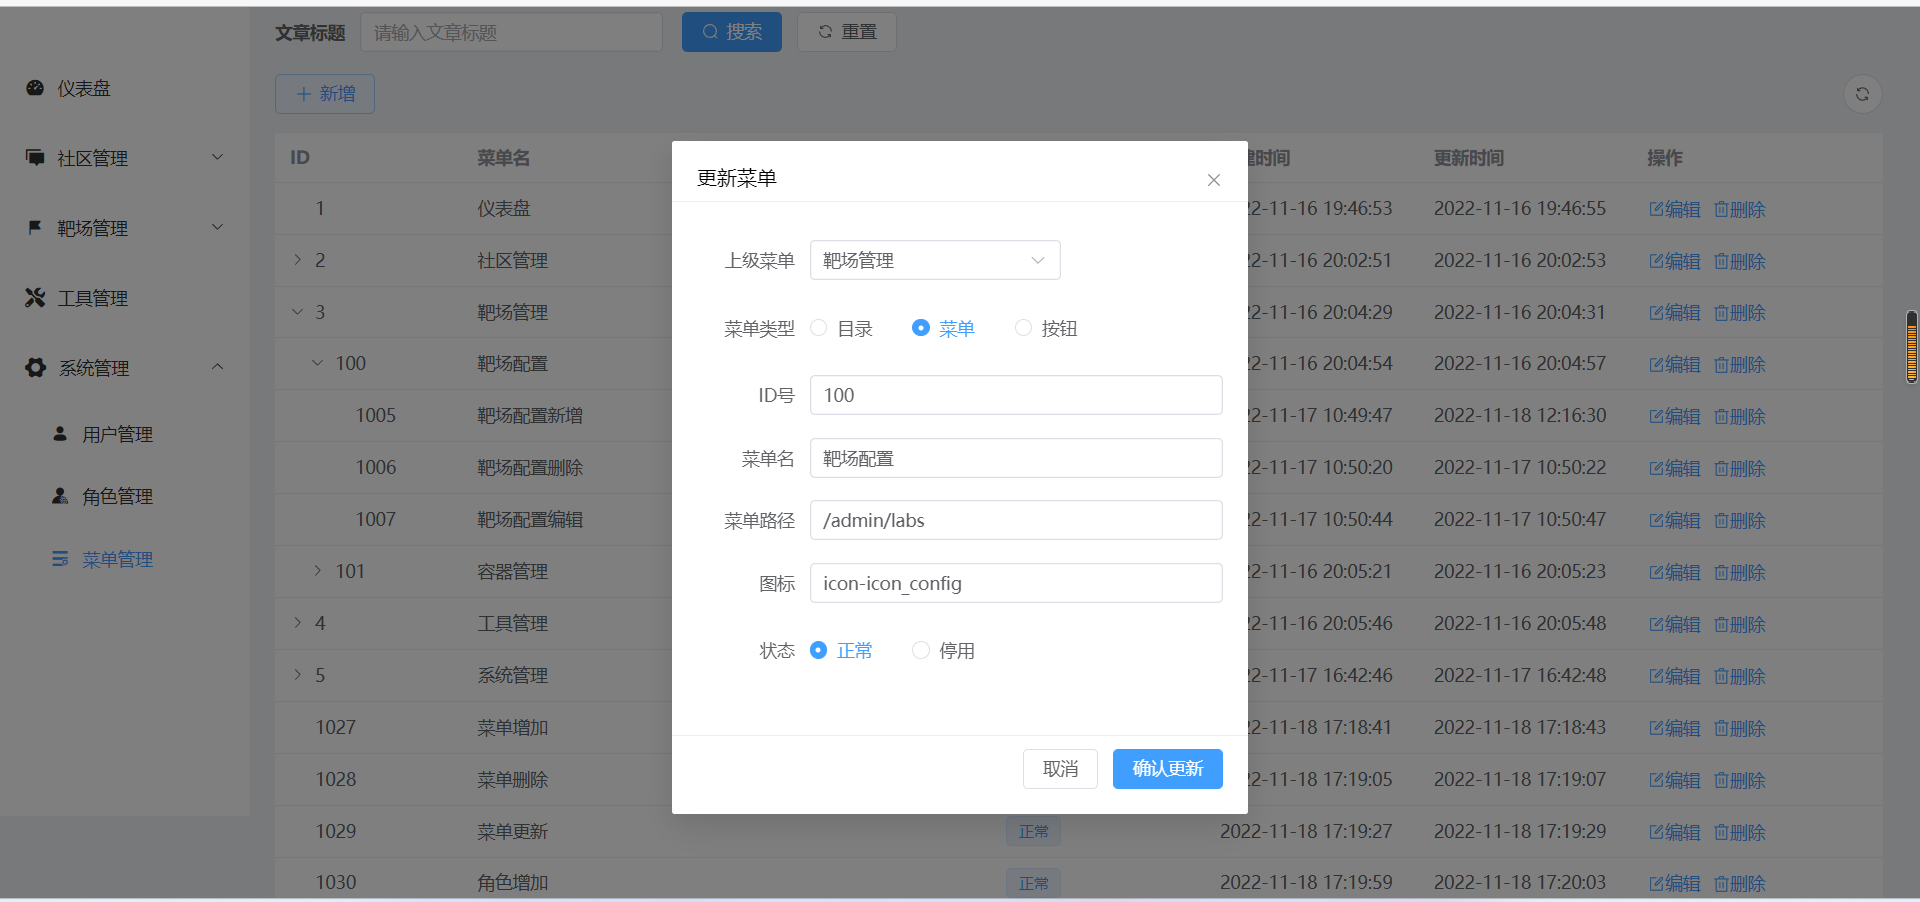 文章标题 请输入文章标题 搜索 重置
新增
仪表盘
社区管理
靶场管理
工具管理
系统管理
用户管理
角色管理
菜单管理
ID 菜单名 建时间 更新时间 操作
1 仪表盘 2-11-16 19:46:53 2022-11-16 19:46:55 编辑 删除
2 社区管理 2-11-16 20:02:51 2022-11-16 20:02:53 编辑 删除
3 靶场管理 2-11-16 20:04:29 2022-11-16 20:04:31 编辑 删除
100 靶场配置 2-11-16 20:04:54 2022-11-16 20:04:57 编辑 删除
1005 靶场配置新增 2-11-17 10:49:47 2022-11-18 12:16:30 编辑 删除
1006 靶场配置删除 2-11-17 10:50:20 2022-11-17 10:50:22 编辑 删除
1007 靶场配置编辑 2-11-17 10:50:44 2022-11-17 10:50:47 编辑 删除
101 容器管理 2-11-16 20:05:21 2022-11-16 20:05:23 编辑 删除
4 工具管理 2-11-16 20:05:46 2022-11-16 20:05:48 编辑 删除
5 系统管理 2-11-17 16:42:46 2022-11-17 16:42:48 编辑 删除
1027 菜单增加 2-11-18 17:18:41 2022-11-18 17:18:43 编辑 删除
1028 菜单删除 2-11-18 17:19:05 2022-11-18 17:19:07 编辑 删除
1029 菜单更新 正常 2022-11-18 17:19:27 2022-11-18 17:19:29 编辑 删除
1030 角色增加 正常 2022-11-18 17:19:59 2022-11-18 17:20:03 编辑 删除
更新菜单
上级菜单 靶场管理
菜单类型 目录 菜单 按钮
ID号 100
菜单名 靶场配置
菜单路径 /admin/labs
图标 icon-icon_config
状态 正常 停用
取消 确认更新